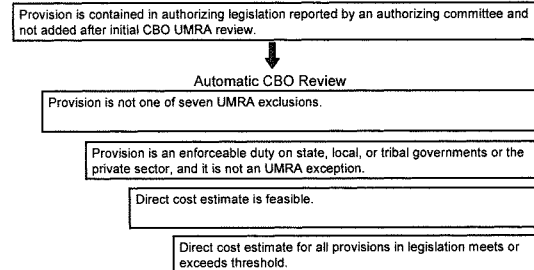 Provision is contained in authorizing legislation reported by an authorizing committee and
not added after initial CBO UMRA review.
Automatic CBO Review
Provision is not one of seven UMRA exclusions.
Provision is an enforceable duty on state, local, or tribal governments or the
private sector, and it is not an UMRA exception.
Direct cost estimate is feasible.
Direct cost estimate for all provisions in legislation meets or
exceeds threshold.